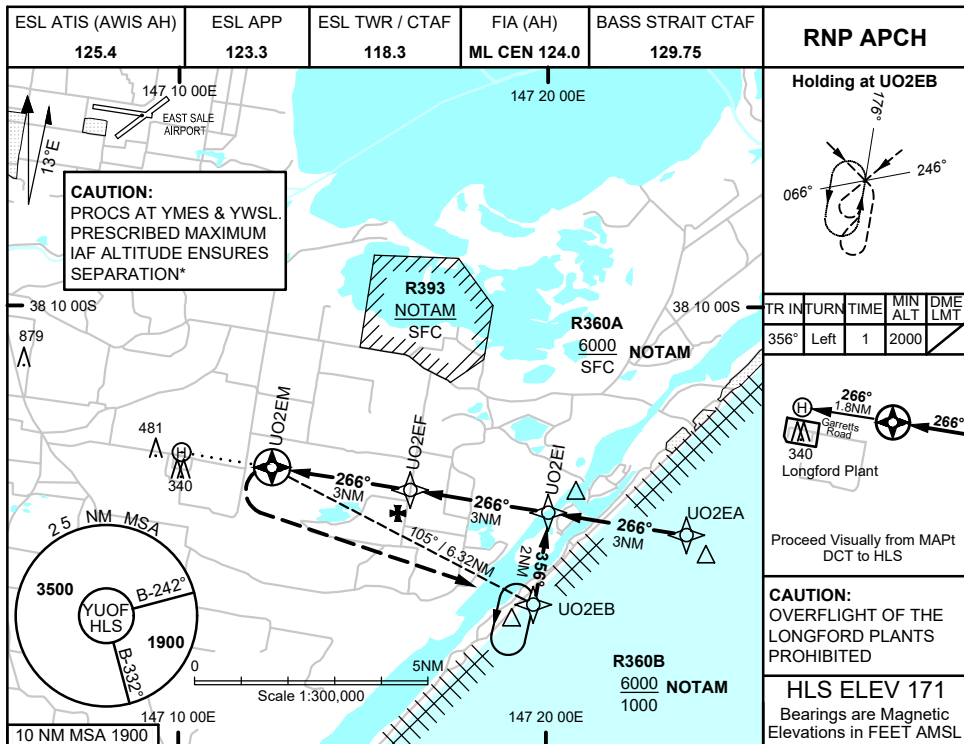 ESL ATIS (AWIS AH)
125.4
ESL APP
123.3
ESL TWR / CTAF
118.3
FIA (AH)
ML CEN 124.0
BASS STRAIT CTAF
129.75
RNP APCH
147 10 00E
147 20 00E
EAST SALE
AIRPORT
13°E
CAUTION:
PROCS AT YMES & YWSL.
PRESCRIBED MAXIMUM
IAF ALTITUDE ENSURES
SEPARATION*
38 10 00S
38 10 00S
R393
NOTAM
SFC
R360A
6000
SFC
NOTAM
879
481
H
340
UO2EM
UO2EF
UO2EI
UO2EA
266°
3NM
266°
3NM
266°
3NM
105° / 6.32NM
356°
2NM
UO2EB
2.5 NM MSA
3500
YUOF
HLS
B-242°
1900
B-332°
0
5NM
Scale 1:300,000
R360B
6000
1000
NOTAM
147 10 00E
147 20 00E
10 NM MSA 1900
Holding at UO2EB
176°
246°
066°
TR IN TURN TIME MIN ALT DME LMT
356° Left 1 2000
266°
1.8NM
266°
H
Garretts
Road
340
Longford Plant
Proceed Visually from MAPt
DCT to HLS
CAUTION:
OVERFLIGHT OF THE
LONGFORD PLANTS
PROHIBITED
HLS ELEV 171
Bearings are Magnetic
Elevations in FEET AMSL